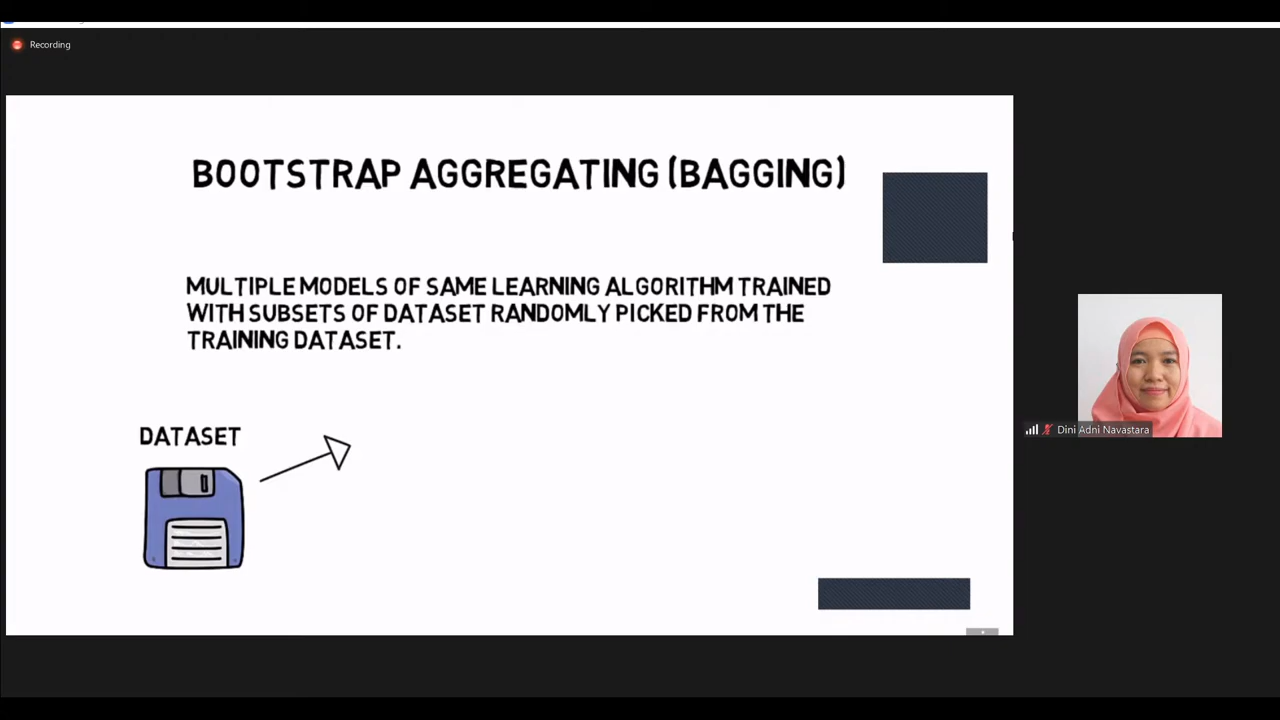 Recording
BOOTSTRAP AGGREGATING (BAGGING)
MULTIPLE MODELS OF SAME LEARNING ALGORITHM TRAINED
WITH SUBSETS OF DATASET RANDOMLY PICKED FROM THE
TRAINING DATASET.
DATASET
Dini Adni Navastara